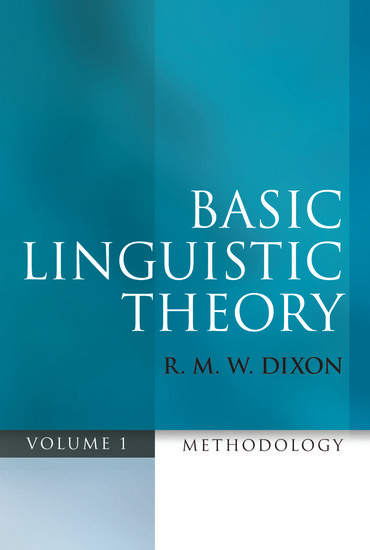 BASIC
LINGUISTIC
THEORY
R. M. W. DIXON
VOLUME 1 METHODOLOGY